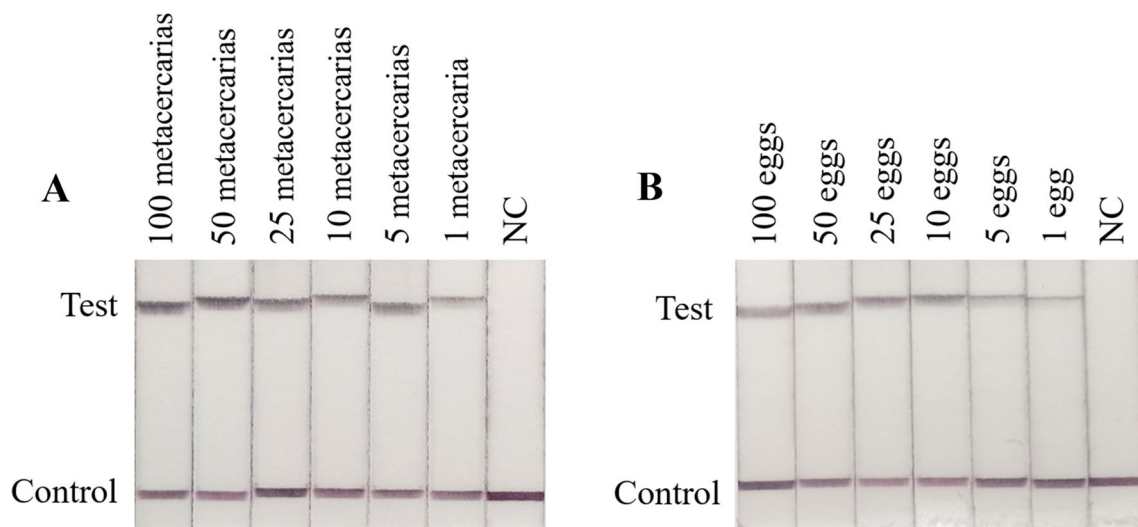 A
100 metacercarias
50 metacercarias
25 metacercarias
10 metacercarias
5 metacercarias
1 metacercaria
NC
Test
Control
B
100 eggs
50 eggs
25 eggs
10 eggs
5 eggs
1 egg
NC
Test
Control